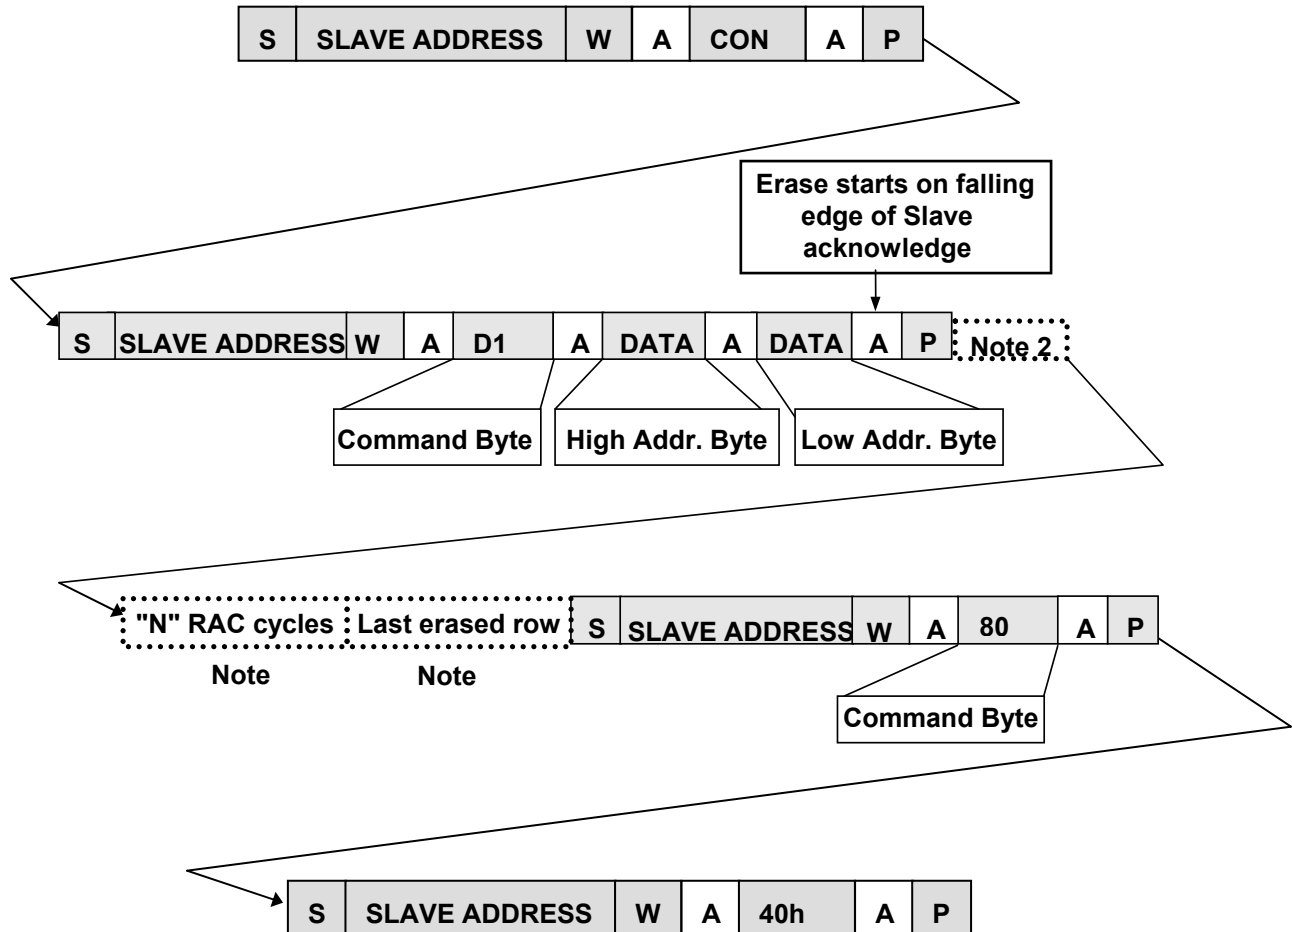 S SLAVE ADDRESS W A CON A P
Erase starts on falling
edge of Slave
acknowledge
S SLAVE ADDRESS W A D1 A DATA A DATA A P Note 2
Command Byte High Addr. Byte Low Addr. Byte
"N" RAC cycles Last erased row S SLAVE ADDRESS W A 80 A P
Note Note
Command Byte
S SLAVE ADDRESS W A 40h A P